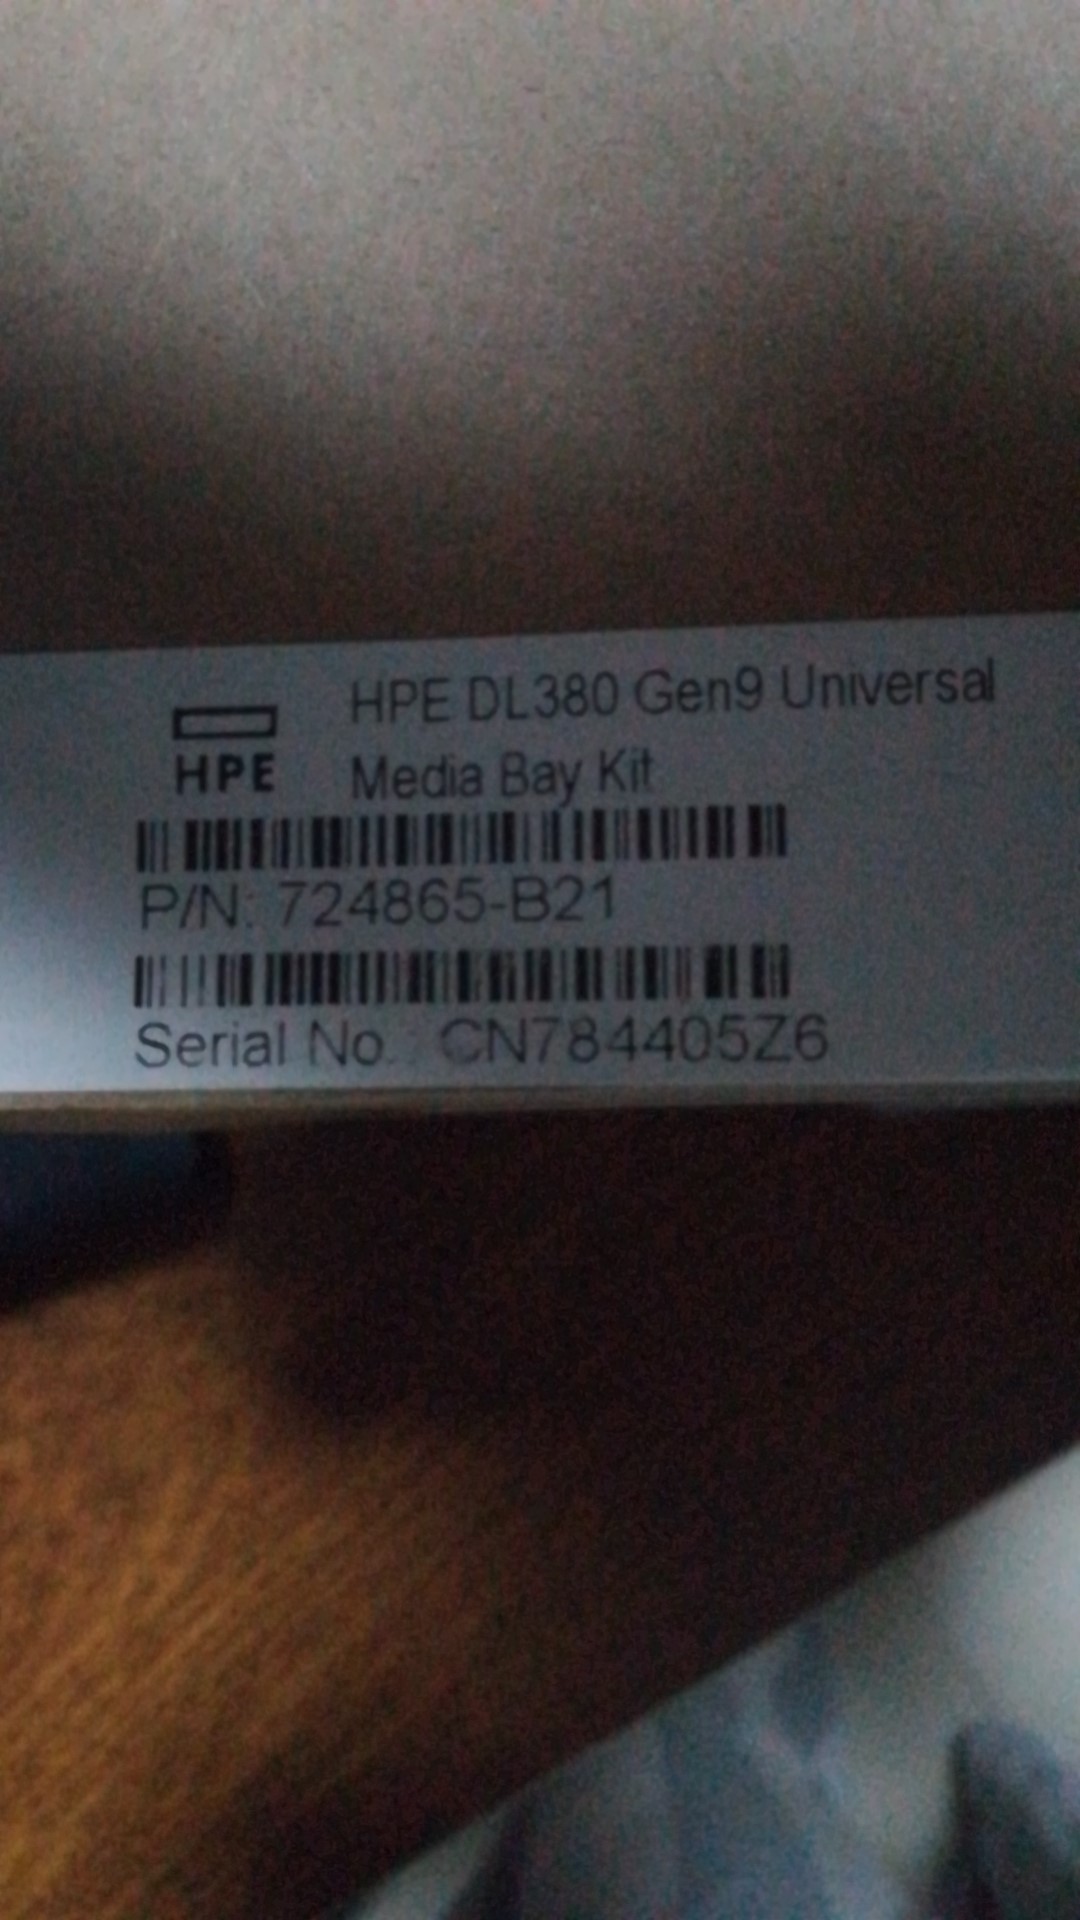 HPE DL380 Gen9 Universal
HPE Media Bay Kit
P/N: 724865-B21
Serial No.: CN784405Z6